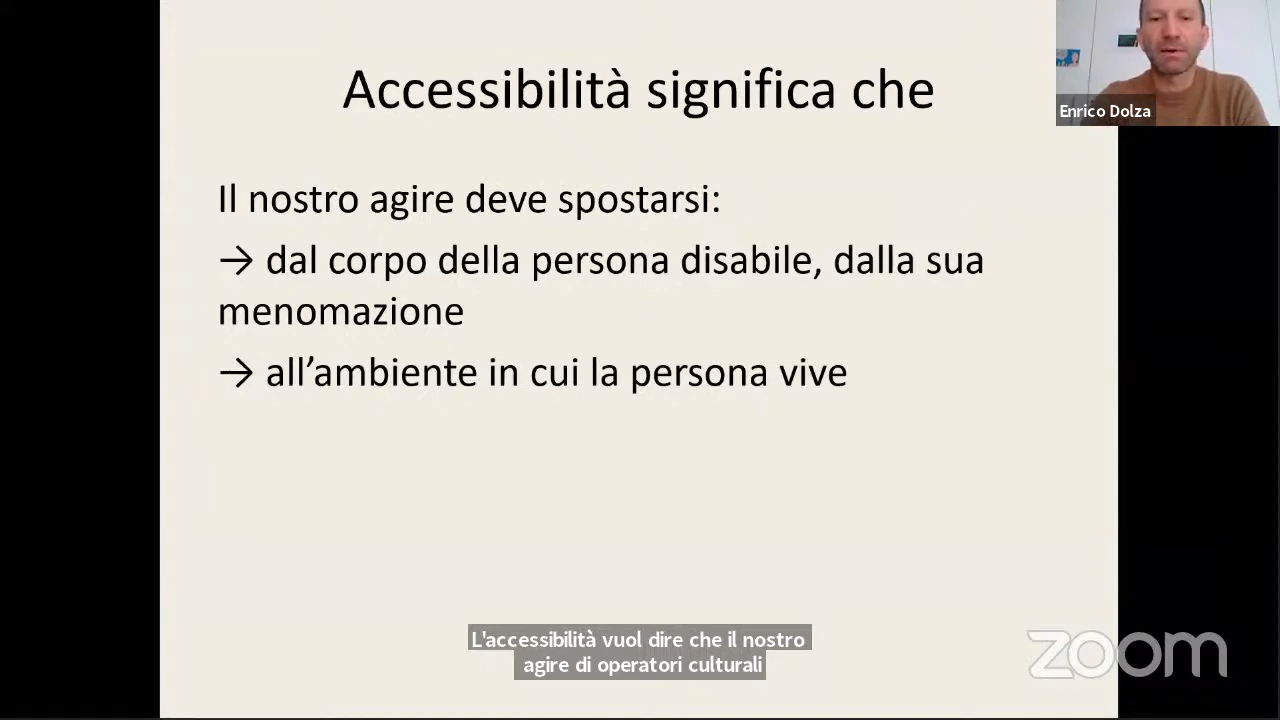 Accessibilità significa che
Enrico Dolza
Il nostro agire deve spostarsi:
→ dal corpo della persona disabile, dalla sua
menomazione
→ all’ambiente in cui la persona vive
L'accessibilità vuol dire che il nostro
agire di operatori culturali
zoom